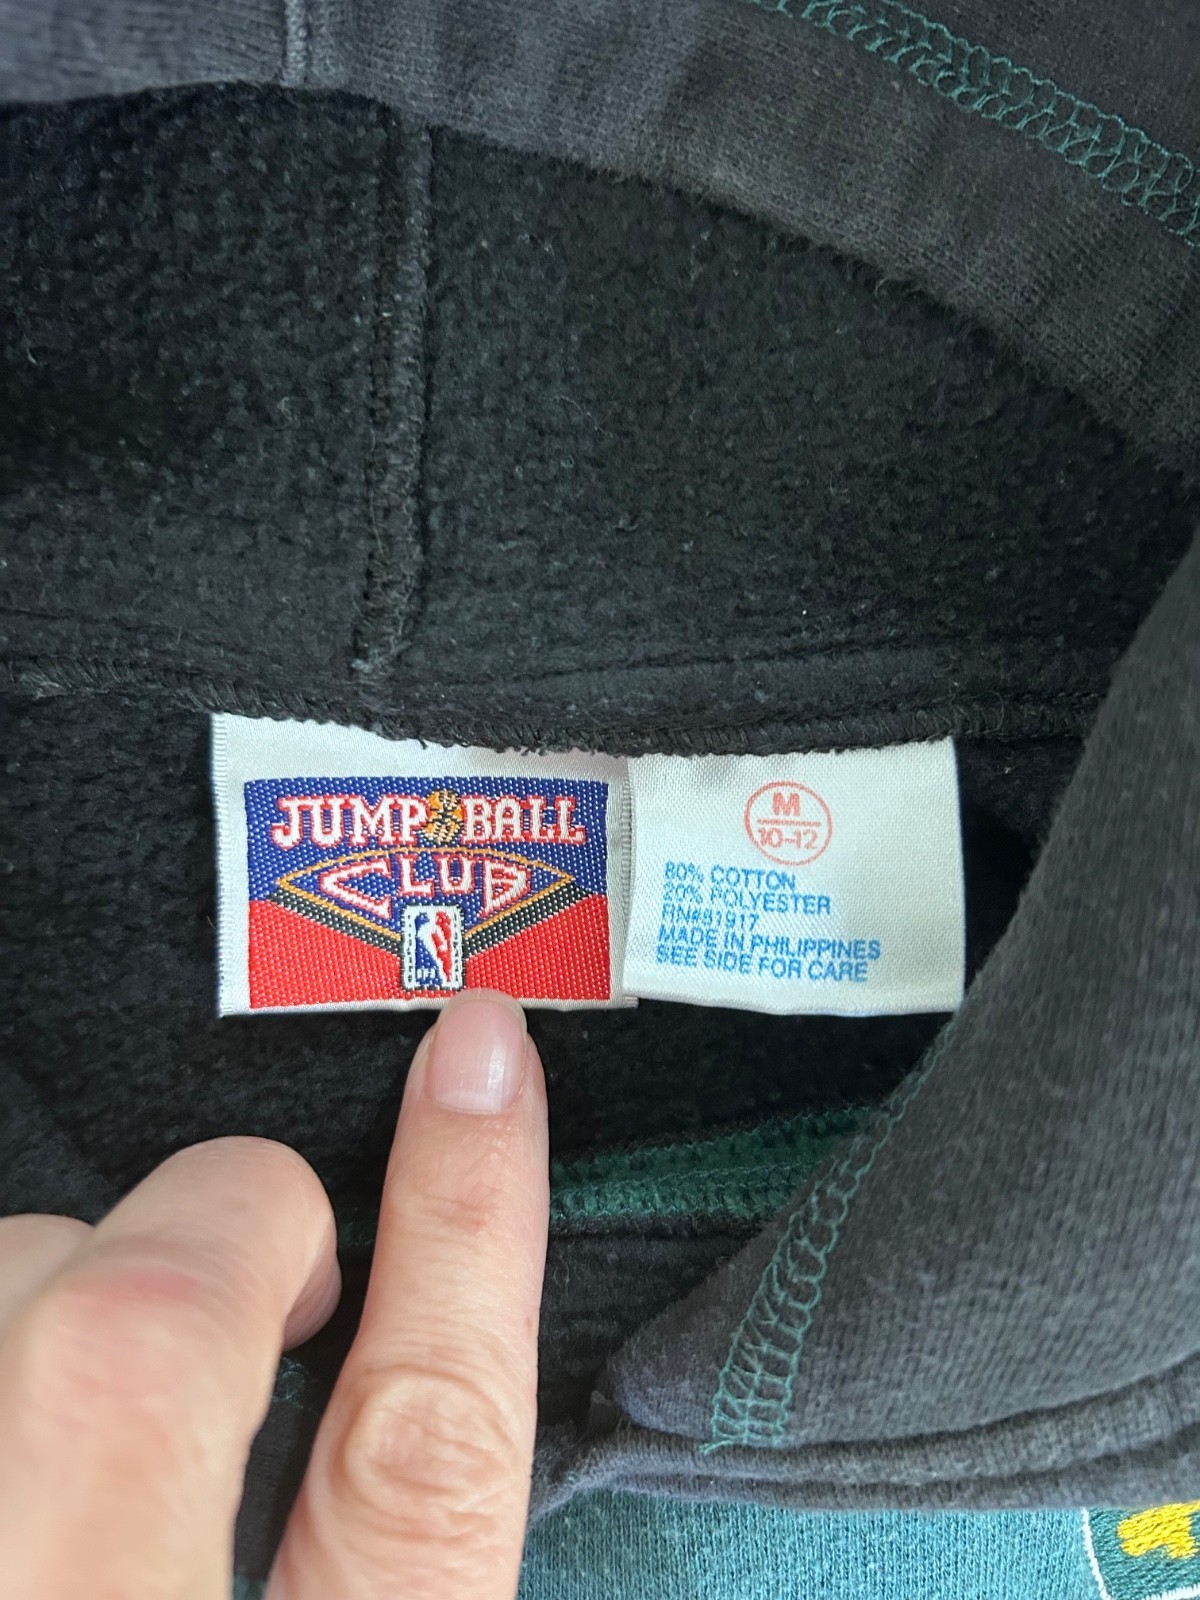 JUMP BALL
CLUB
M
10-12
80% COTTON
20% POLYESTER
RN#81917
MADE IN PHILIPPINES
SEE SIDE FOR CARE